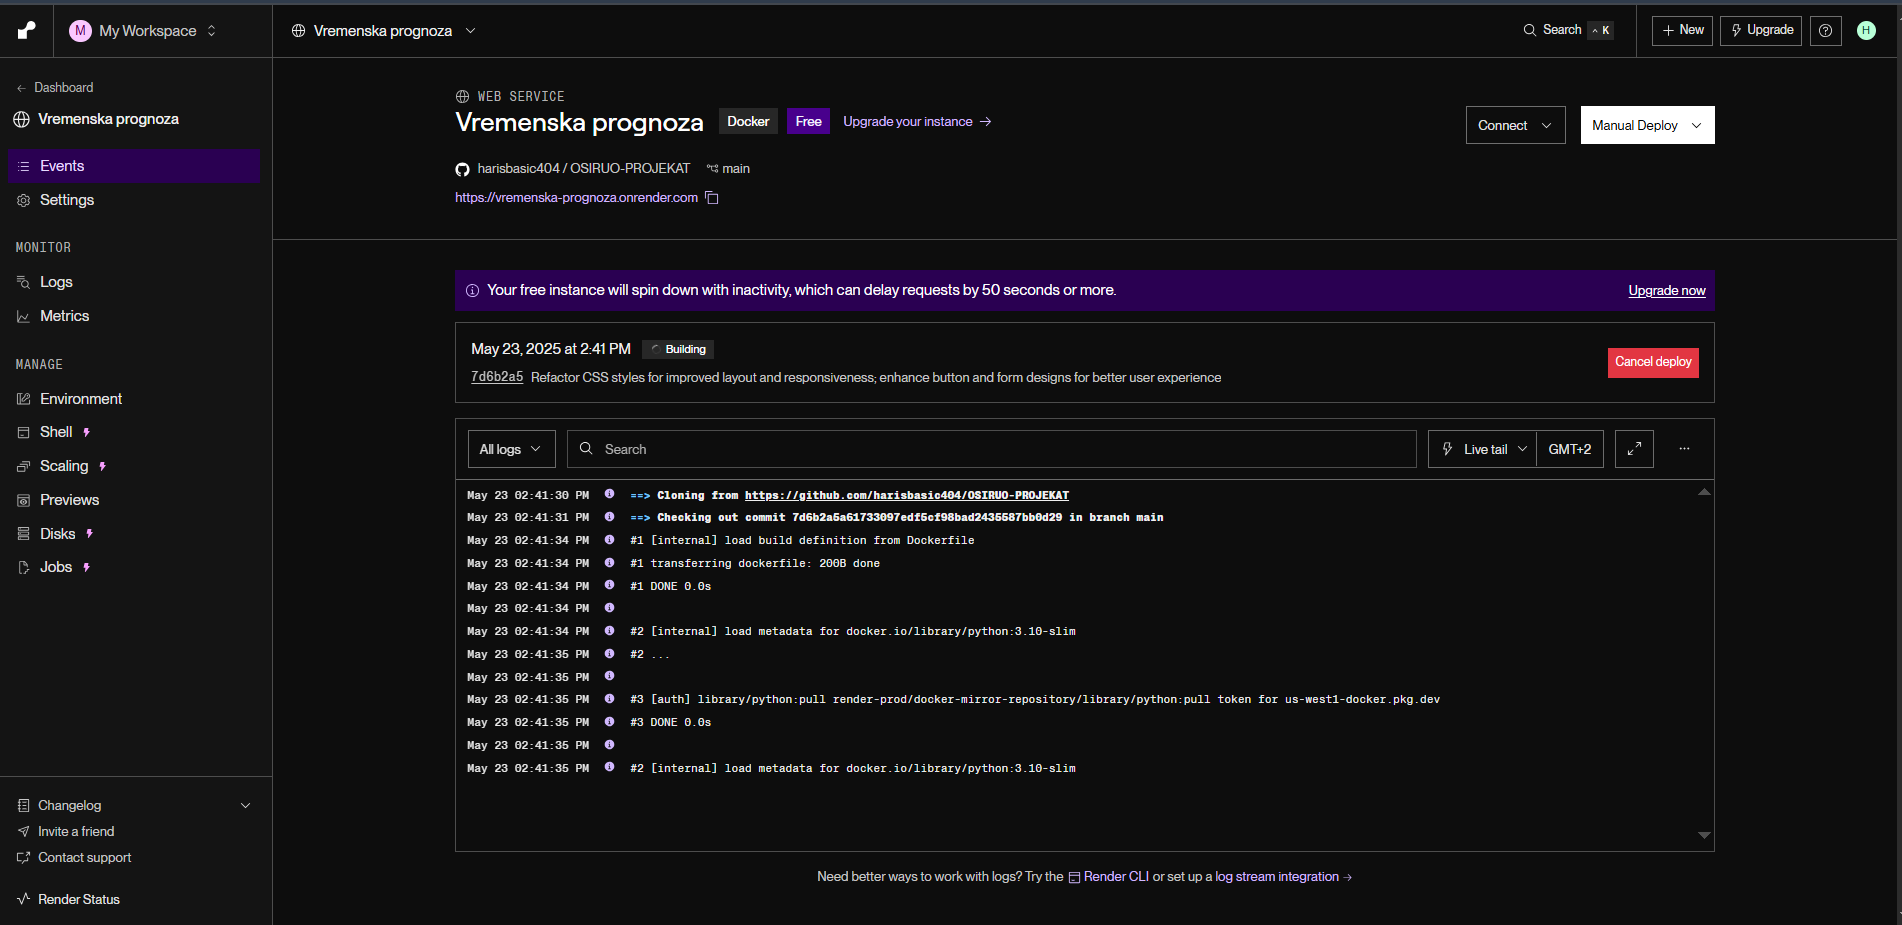 M My Workspace
Vremenska prognoza
Search ^ K
+ New
Upgrade
H
← Dashboard
Vremenska prognoza
Events
Settings
MONITOR
Logs
Metrics
MANAGE
Environment
Shell
Scaling
Previews
Disks
Jobs
Changelog
Invite a friend
Contact support
Render Status
WEB SERVICE
Vremenska prognoza Docker Free Upgrade your instance →
Connect
Manual Deploy
harisbasic404 / OSIRUO-PROJEKAT main
https://vremenska-prognoza.onrender.com
Your free instance will spin down with inactivity, which can delay requests by 50 seconds or more.
Upgrade now
May 23, 2025 at 2:41 PM Building
7d6b2a5 Refactor CSS styles for improved layout and responsiveness; enhance button and form designs for better user experience
Cancel deploy
All logs
Search
Live tail
GMT+2
...
May 23 02:41:30 PM ==> Cloning from https://github.com/harisbasic404/OSIRUO-PROJEKAT
May 23 02:41:31 PM ==> Checking out commit 7d6b2a5a61733097edf5cf98bad2435587bb0d29 in branch main
May 23 02:41:34 PM #1 [internal] load build definition from Dockerfile
May 23 02:41:34 PM #1 transferring dockerfile: 200B done
May 23 02:41:34 PM #1 DONE 0.0s
May 23 02:41:34 PM
May 23 02:41:34 PM #2 [internal] load metadata for docker.io/library/python:3.10-slim
May 23 02:41:35 PM #2 ...
May 23 02:41:35 PM
May 23 02:41:35 PM #3 [auth] library/python:pull render-prod/docker-mirror-repository/library/python:pull token for us-west1-docker.pkg.dev
May 23 02:41:35 PM #3 DONE 0.0s
May 23 02:41:35 PM
May 23 02:41:35 PM #2 [internal] load metadata for docker.io/library/python:3.10-slim
Need better ways to work with logs? Try the Render CLI or set up a log stream integration →